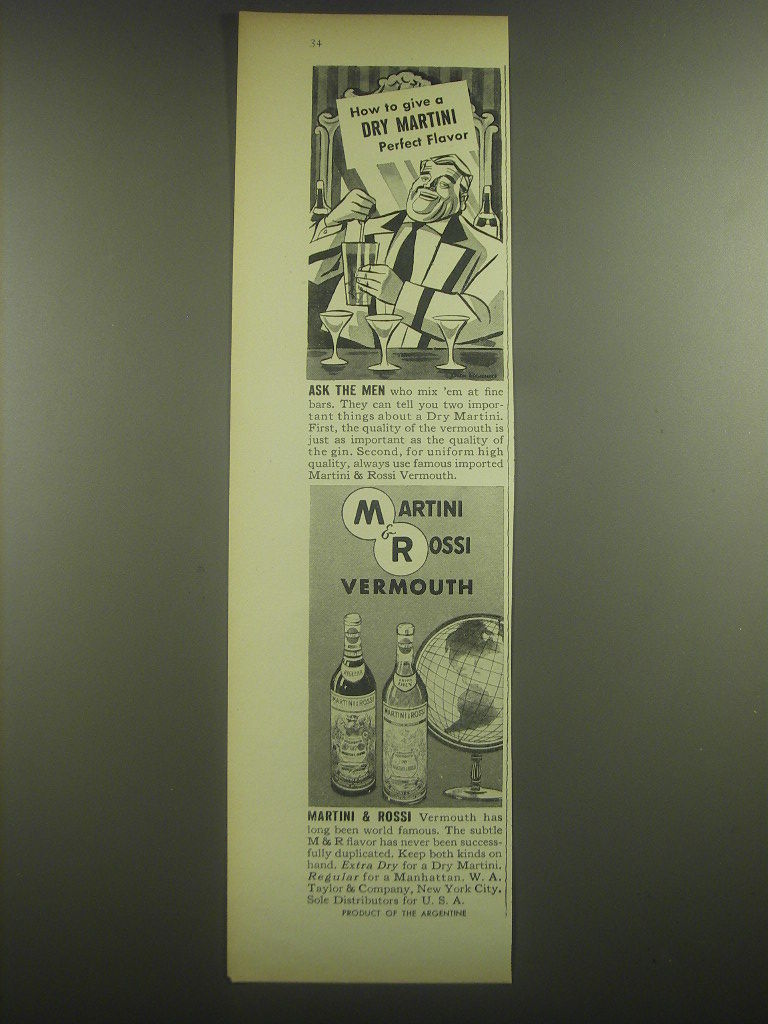 34
How to give a
DRY MARTINI
Perfect Flavor
ASK THE MEN who mix 'em at fine
bars. They can tell you two impor-
tant things about a Dry Martini.
First, the quality of the vermouth is
just as important as the quality of
the gin. Second, for uniform high
quality, always use famous imported
Martini & Rossi Vermouth.
MARTINI
&
ROSSI
VERMOUTH
MARTINI & ROSSI
MARTINI & ROSSI
MARTINI & ROSSI Vermouth has
long been world famous. The subtle
M & R flavor has never been success-
fully duplicated. Keep both kinds on
hand. Extra Dry for a Dry Martini.
Regular for a Manhattan. W. A.
Taylor & Company, New York City.
Sole Distributors for U. S. A.
PRODUCT OF THE ARGENTINE